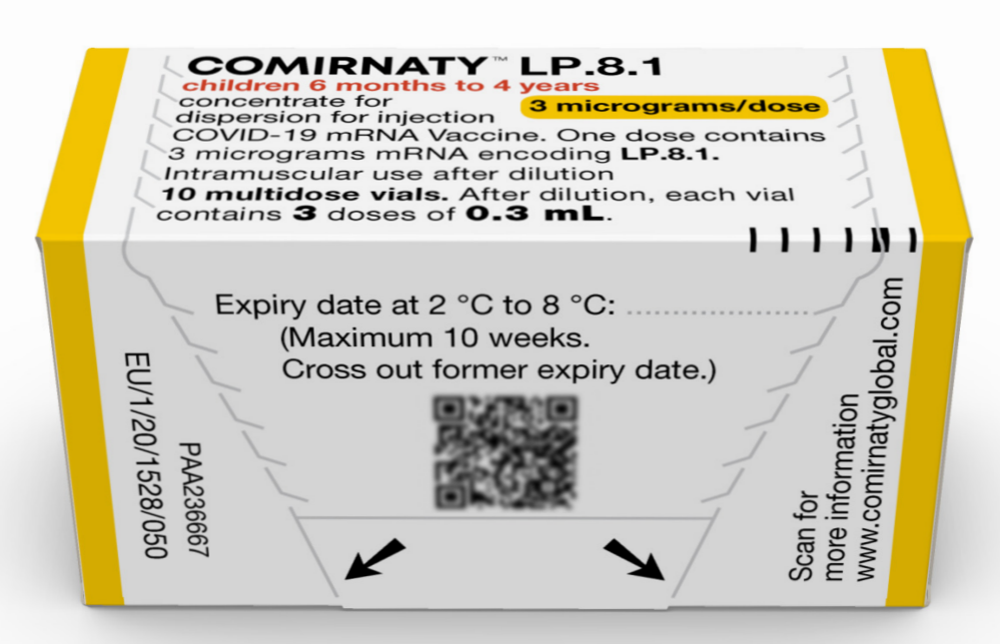 COMIRNATY™ LP.8.1
children 6 months to 4 years
concentrate for
dispersion for injection
3 micrograms/dose
COVID-19 mRNA Vaccine. One dose contains
3 micrograms mRNA encoding LP.8.1.
Intramuscular use after dilution
10 multidose vials. After dilution, each vial
contains 3 doses of 0.3 mL.
Expiry date at 2 °C to 8 °C: ........................
(Maximum 10 weeks.
Cross out former expiry date.)
EU/1/20/1528/050
PAA236667
Scan for
more information
www.comirnatyglobal.com